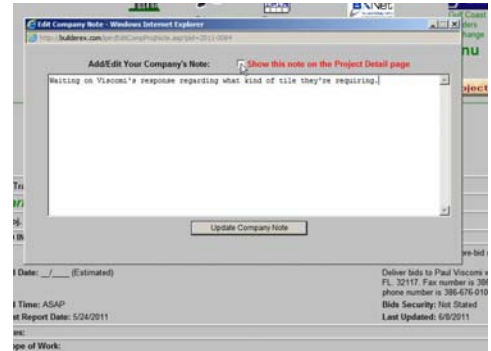 Edit Company Note - Windows Internet Explorer
Add/Edit Your Company's Note:
Show this note on the Project Detail page
Waiting on Viscomi's response regarding what kind of tile they're requiring.
Update Company Note
Date: __/____ (Estimated)
Deliver bids to Paul Viscomi
FL, 32117. Fax number is
phone number is 386-676-010
Time: ASAP
Bids Security: Not Stated
st Report Date: 5/24/2011
Last Updated: 6/8/2011
ope of Work: